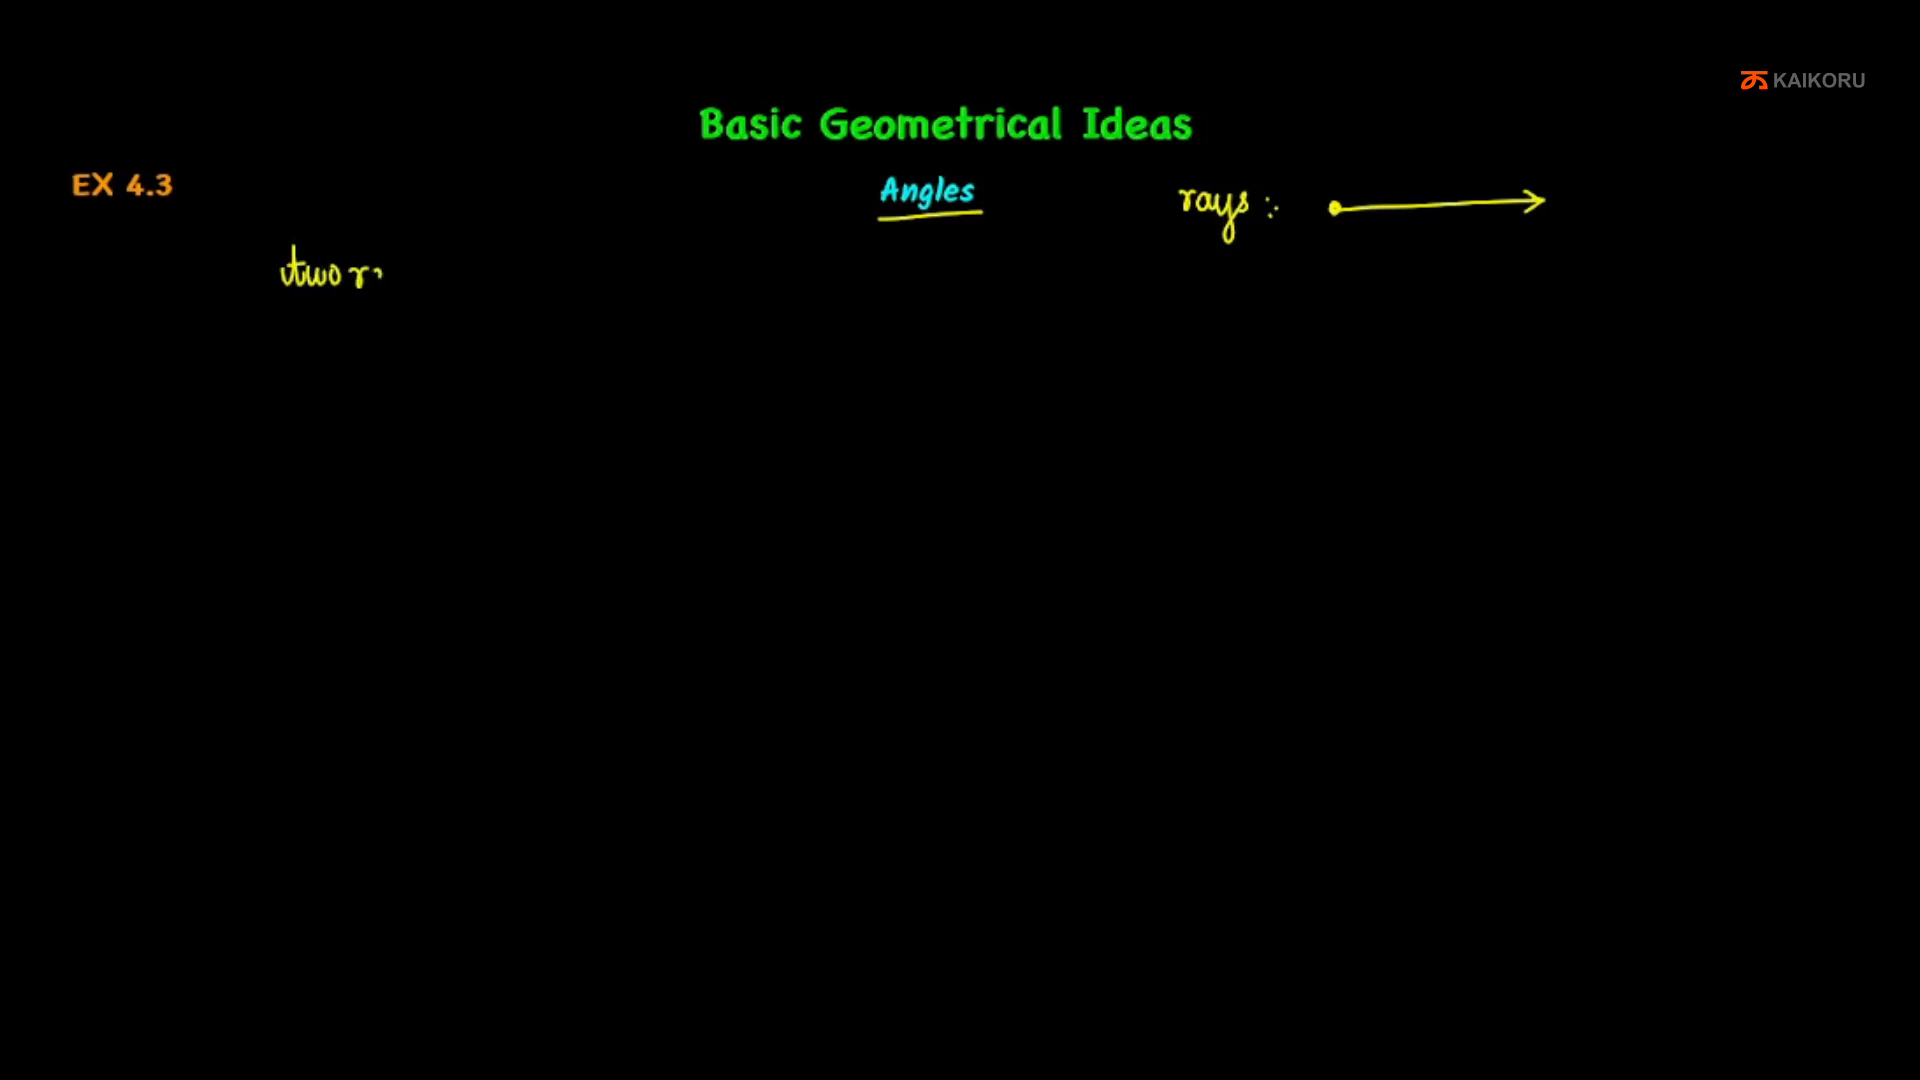 KAIKORU
Basic Geometrical Ideas
EX 4.3
Angles
rays :
two r